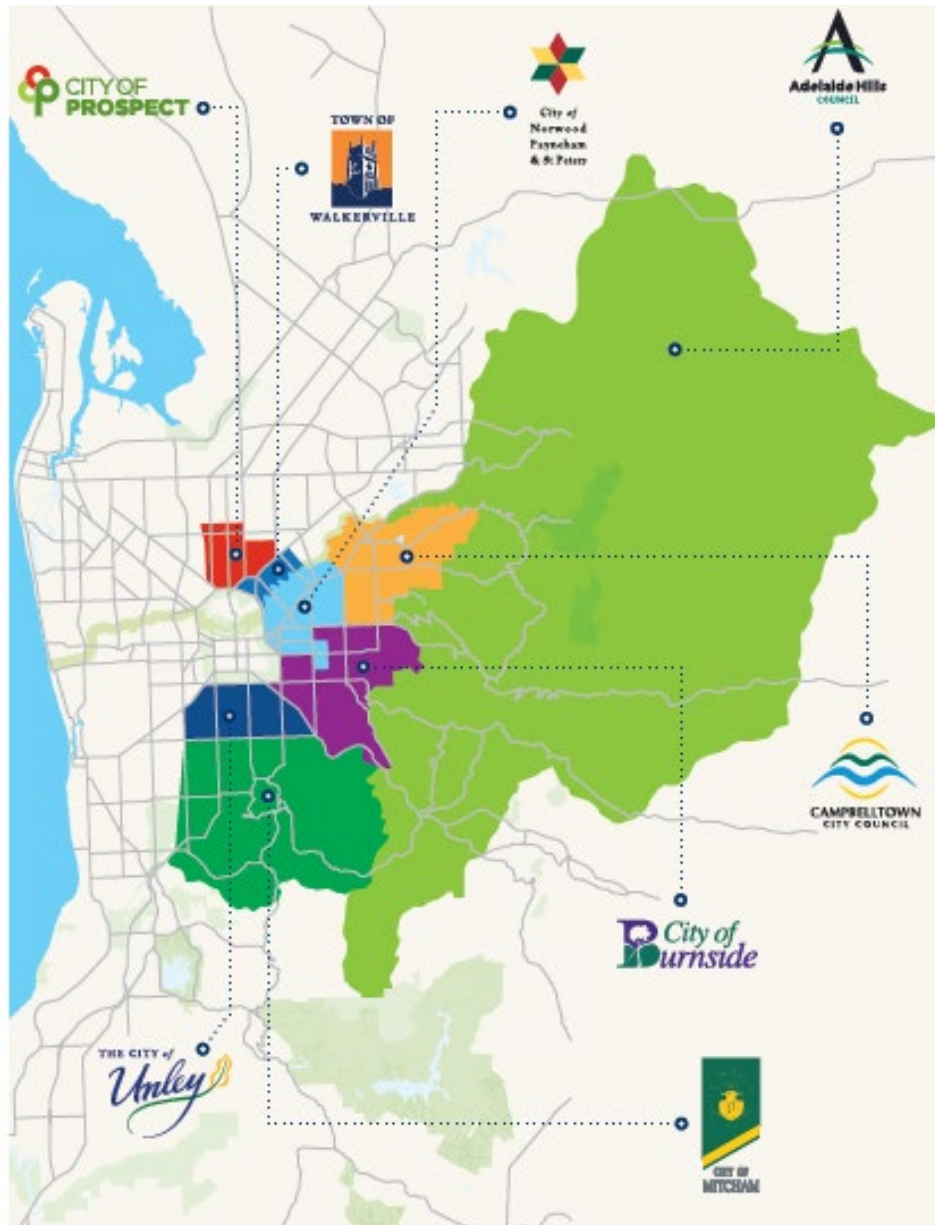 CITY OF
PROSPECT
TOWN OF
WALKERVILLE
City of
Norwood
Payneham
& St Peters
Adelaide Hills
COUNCIL
CAMPBELLTOWN
CITY COUNCIL
City of
Burnside
THE CITY of
Unley
CITY OF
MITCHAM